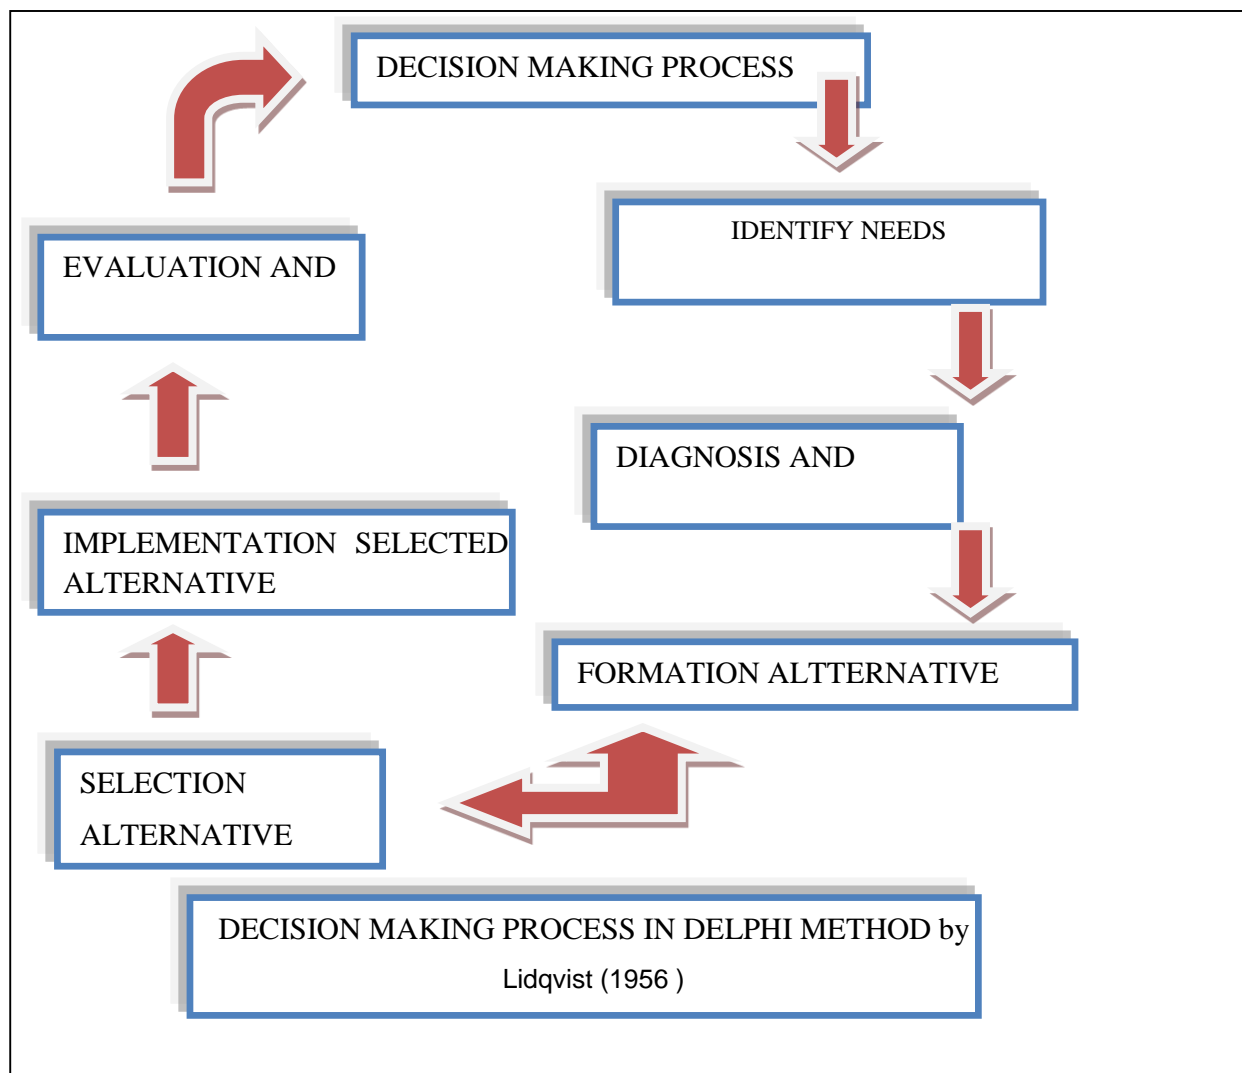 DECISION MAKING PROCESS
IDENTIFY NEEDS
DIAGNOSIS AND
FORMATION ALTTERNATIVE
SELECTION
ALTERNATIVE
IMPLEMENTATION SELECTED
ALTERNATIVE
EVALUATION AND
DECISION MAKING PROCESS IN DELPHI METHOD by
Lidqvist (1956 )